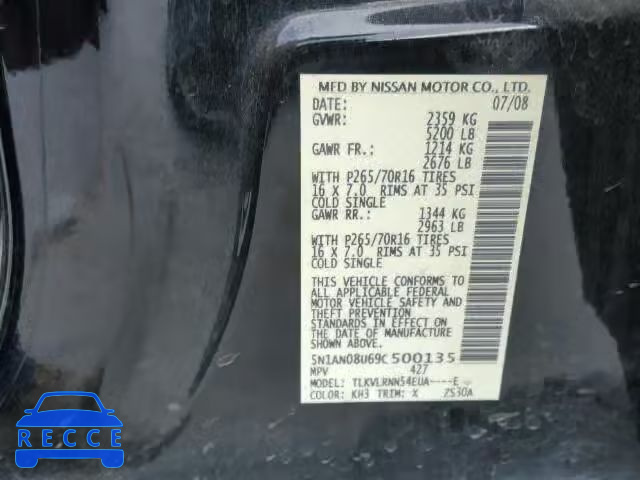 MFD BY NISSAN MOTOR CO., LTD.
DATE: 07/08
GVWR: 2359 KG
5200 LB
GAWR FR.: 1214 KG
2676 LB
WITH P265/70R16 TIRES
16 X 7.0 RIMS AT 35 PSI
COLD SINGLE
GAWR RR.: 1344 KG
2963 LB
WITH P265/70R16 TIRES
16 X 7.0 RIMS AT 35 PSI
COLD SINGLE
THIS VEHICLE CONFORMS TO
ALL APPLICABLE FEDERAL
MOTOR VEHICLE SAFETY AND
THEFT PREVENTION
STANDARDS IN EFFECT ON
THE DATE OF MANUFACTURE
SHOWN ABOVE.
5N1AN08U69C500135
MPV 427
MODEL: TLKVLRNN54EUA----E
COLOR: KH3 TRIM: X ZS30A
RECCE